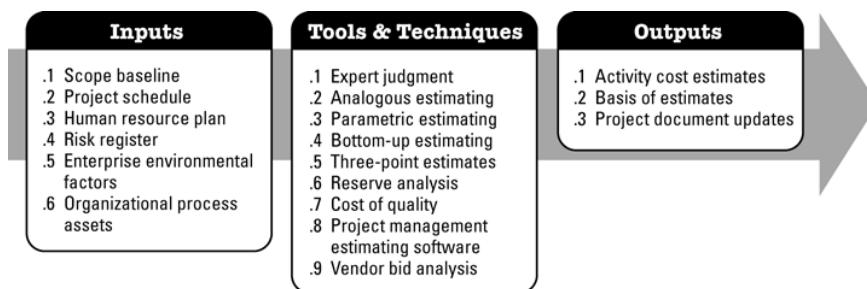 Inputs
.1 Scope baseline
.2 Project schedule
.3 Human resource plan
.4 Risk register
.5 Enterprise environmental
factors
.6 Organizational process
assets
Tools & Techniques
.1 Expert judgment
.2 Analogous estimating
.3 Parametric estimating
.4 Bottom-up estimating
.5 Three-point estimates
.6 Reserve analysis
.7 Cost of quality
.8 Project management
estimating software
.9 Vendor bid analysis
Outputs
.1 Activity cost estimates
.2 Basis of estimates
.3 Project document updates